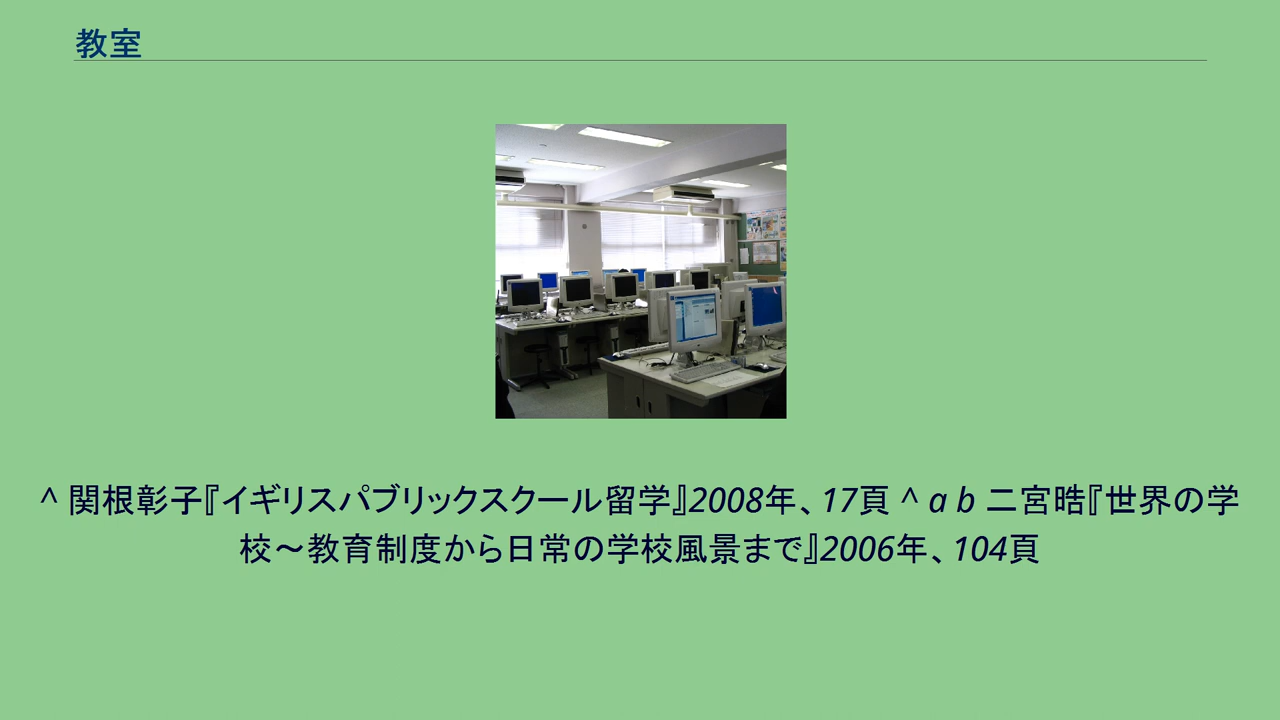 教室
^ 関根彰子『イギリスパブリックスクール留学』2008年、17頁 ^ a b 二宮晧『世界の学
校～教育制度から日常の学校風景まで』2006年、104頁